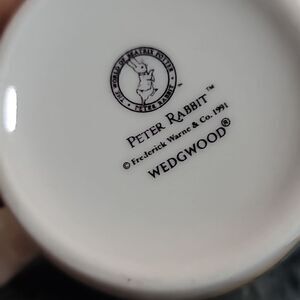 THE WORLD OF BEATRIX POTTER
PETER RABBIT
PETER RABBIT™
© Frederick Warne & Co. 1991
WEDGWOOD®